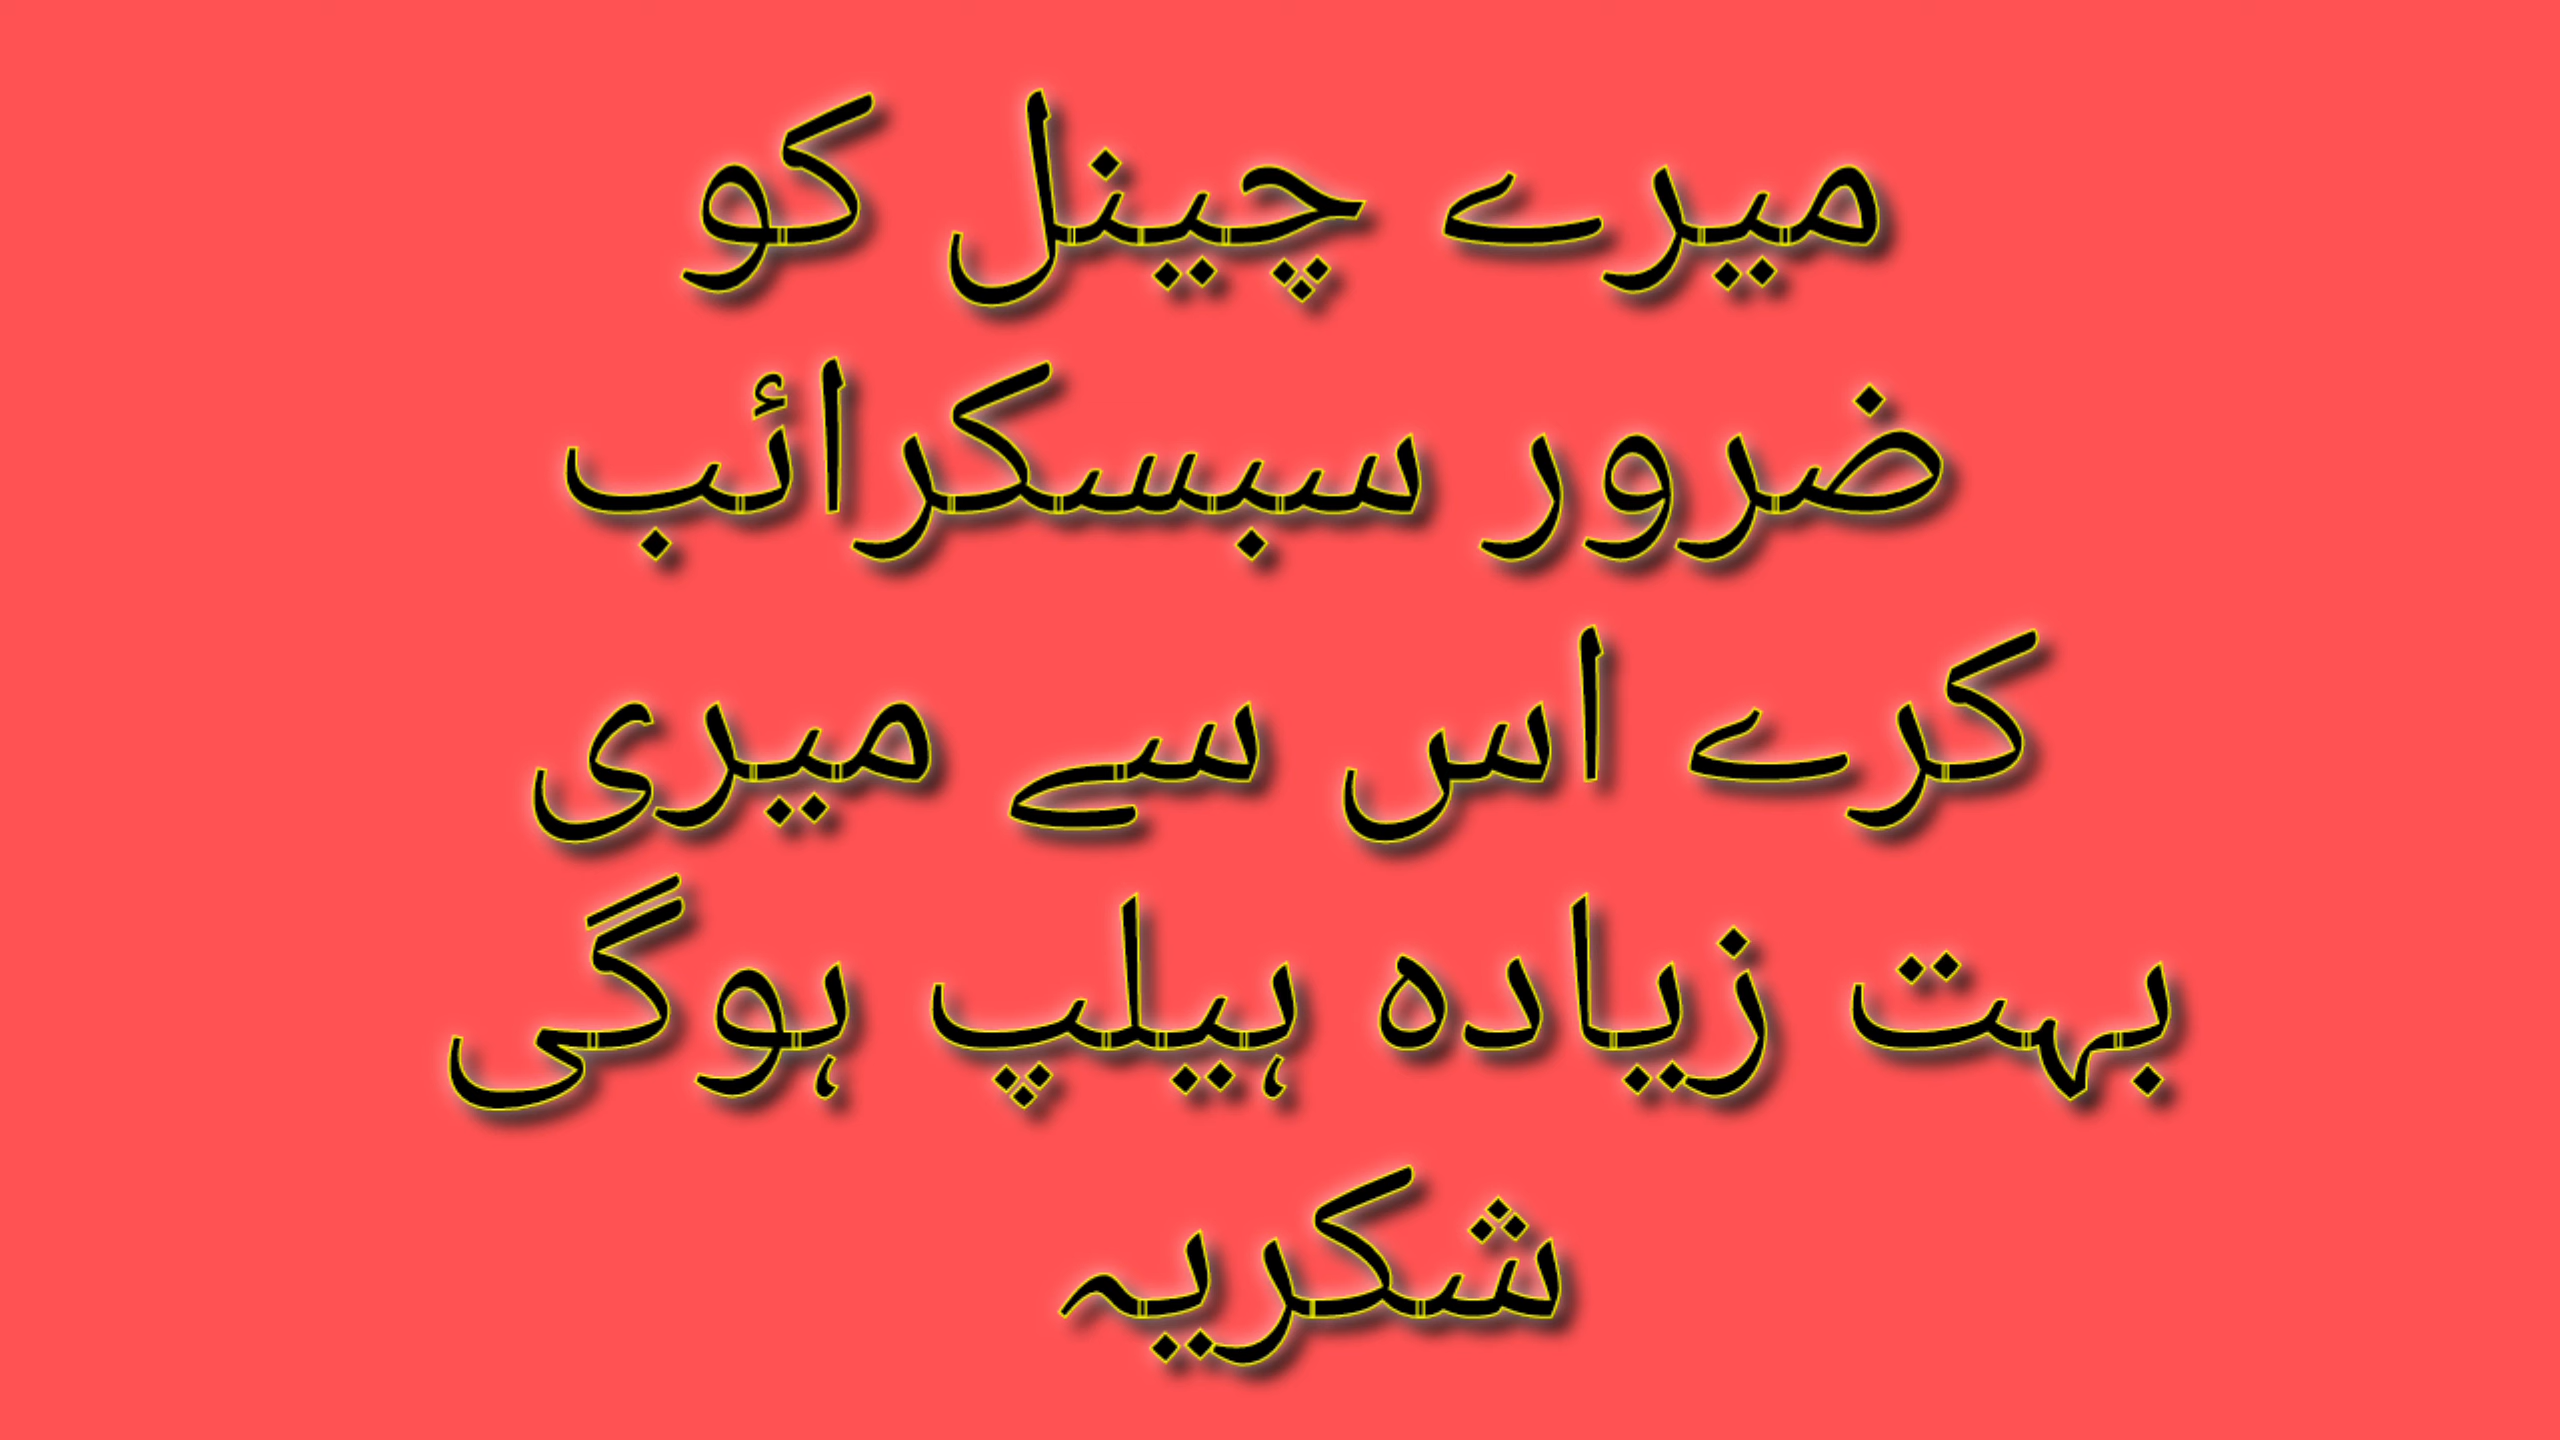 میرے چینل کو
ضرور سبسکرائب
کرے اس سے میری
بہت زیادہ ہیلپ ہوگی
شکریہ